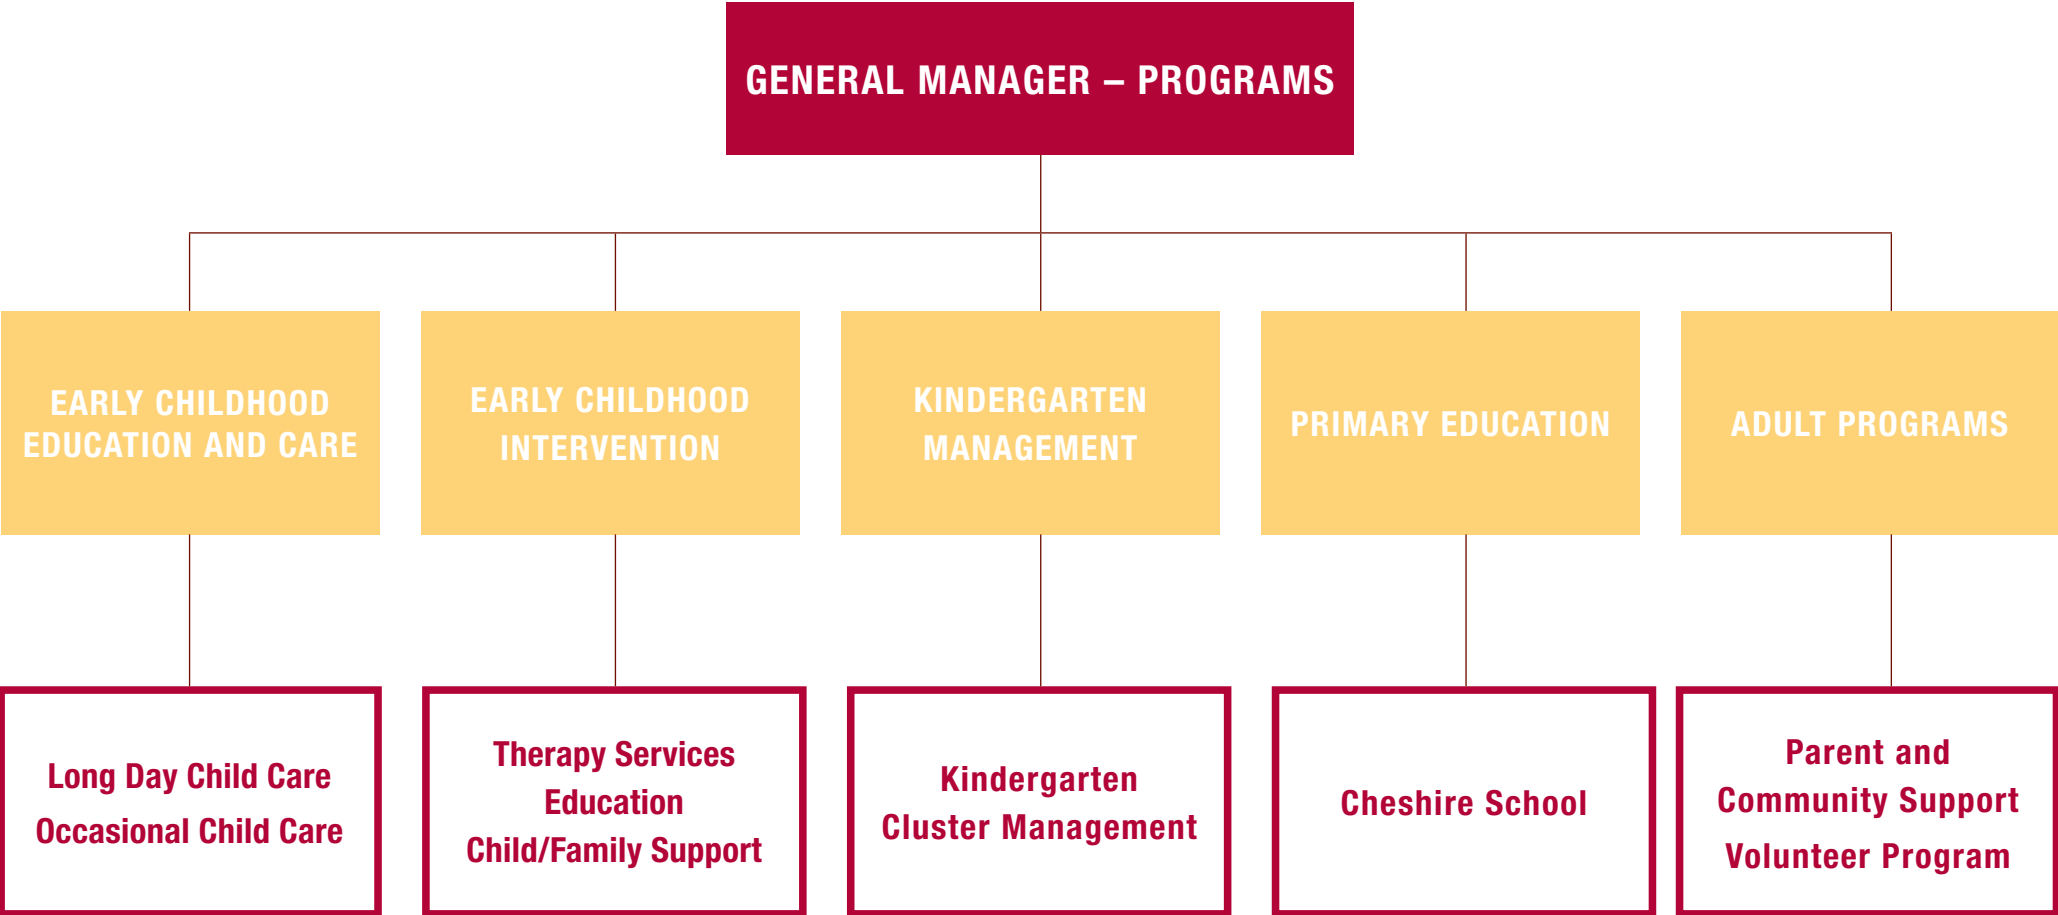 GENERAL MANAGER – PROGRAMS
EARLY CHILDHOOD
EDUCATION AND CARE
EARLY CHILDHOOD
INTERVENTION
KINDERGARTEN
MANAGEMENT
PRIMARY EDUCATION
ADULT PROGRAMS
Long Day Child Care
Occasional Child Care
Therapy Services
Education
Child/Family Support
Kindergarten
Cluster Management
Cheshire School
Parent and
Community Support
Volunteer Program